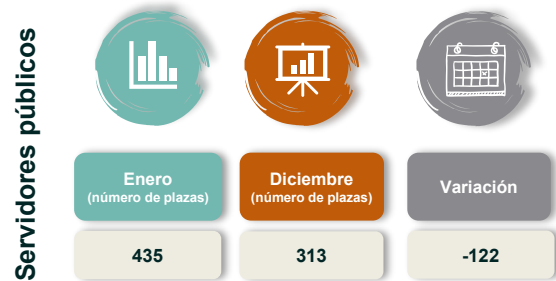 Servidores públicos
Enero
(número de plazas)
Diciembre
(número de plazas)
Variación
435
313
-122